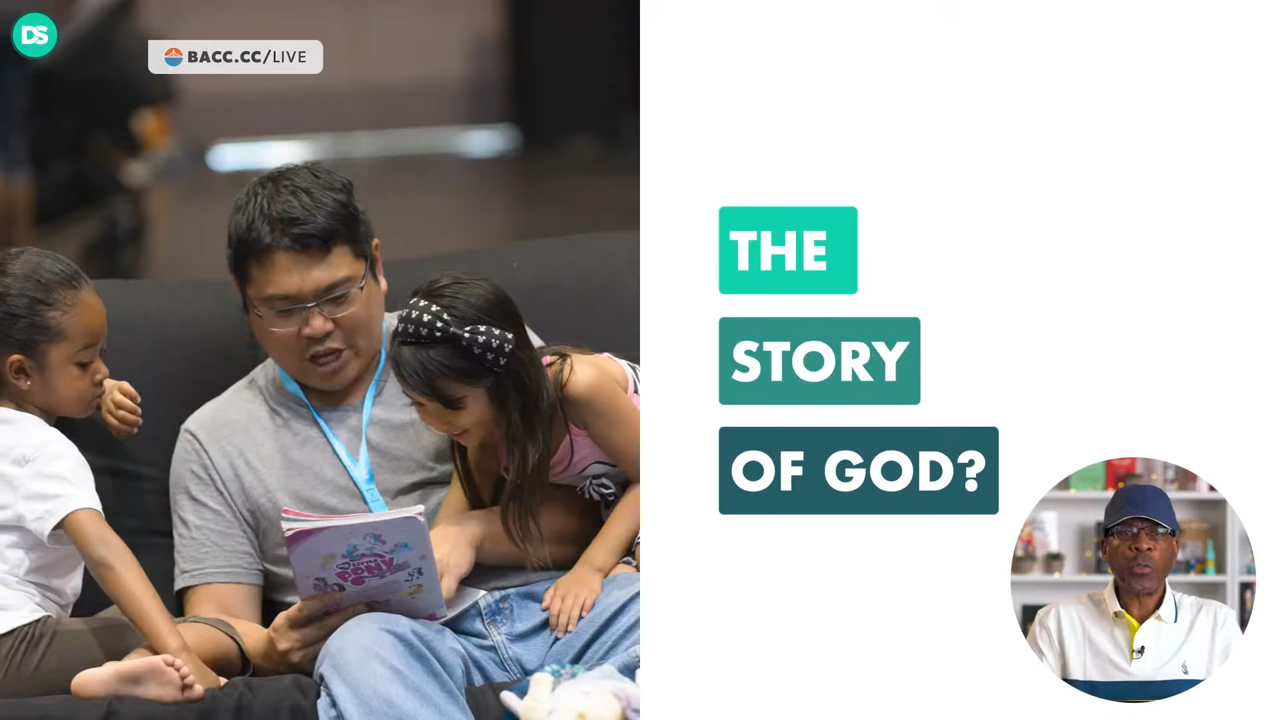 DS
BACC.CC/LIVE
THE
STORY
OF GOD?
PONY